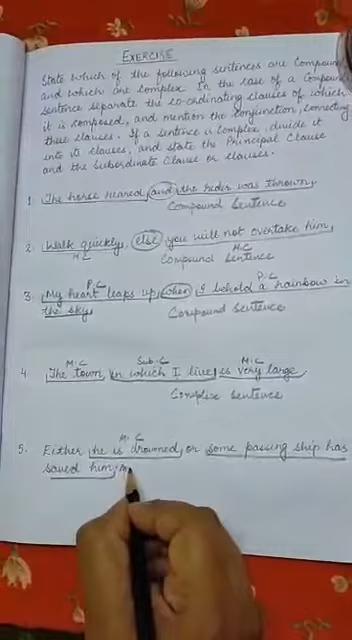 EXERCISE
State which of the following sentences are Compound
and which are complex In the case of a Compound
sentence separate the co-ordinating clauses of which
it is composed, and mention the conjunction, connecting
these clauses. If a sentence is Complex, divide it
into its clauses, and state the Principal Clause
and the Subordinate Clause or clauses.
1. The horse reared and the rider was thrown,
Compound Sentence
2. Walk quickly, else you will not overtake him,
M.C M.C
Compound Sentence
P.C P.C
3. My heart leaps up when I behold a rainbow in
the sky, Compound Sentence
M.C Sub.C M.C
4. The town, in which I live, is very large
Complex Sentence
M. C
5. Either he is drowned, or some passing ship has
saved him,